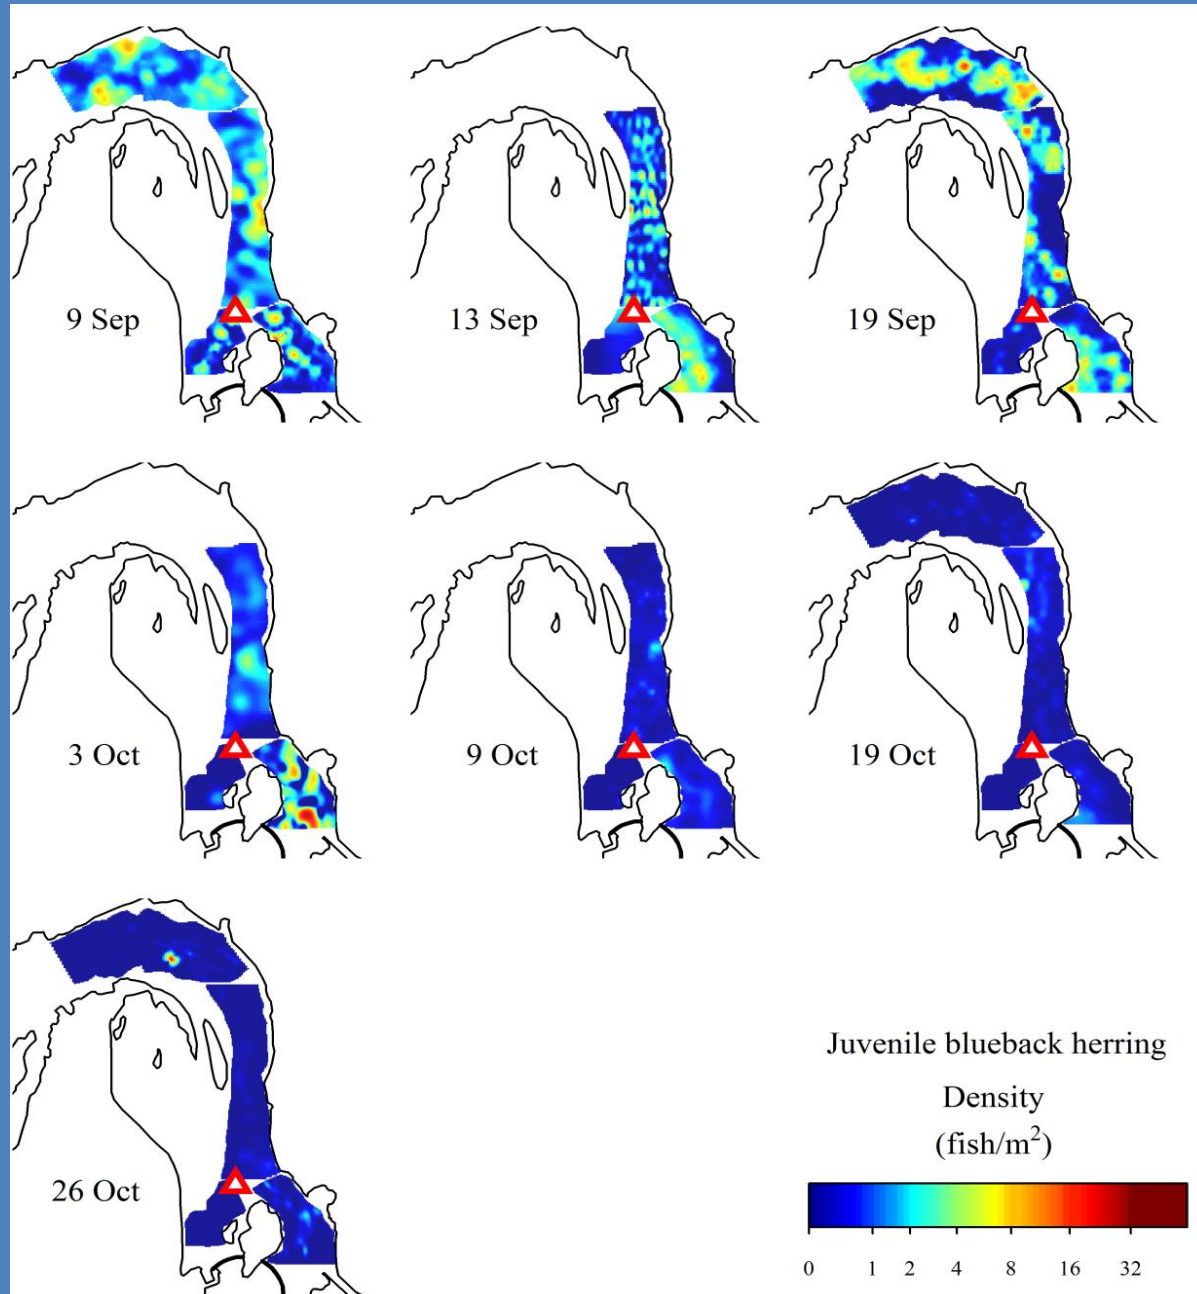 9 Sep
13 Sep
19 Sep
3 Oct
9 Oct
19 Oct
26 Oct
Juvenile blueback herring
Density
(fish/m²)
0 1 2 4 8 16 32